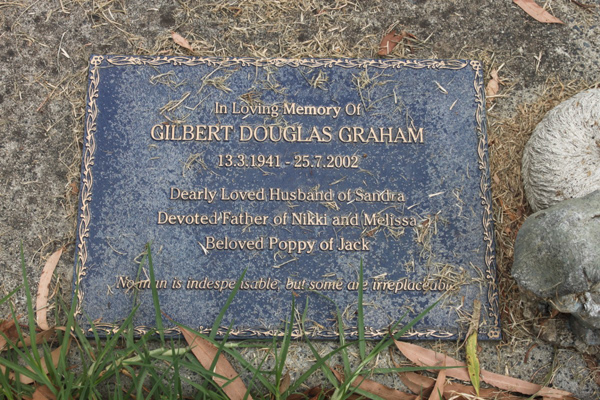 In Loving Memory Of
GILBERT DOUGLAS GRAHAM
13.3.1941 - 25.7.2002
Dearly Loved Husband of Sandra
Devoted Father of Nikki and Melissa
Beloved Poppy of Jack
No man is indespensable, but some are irreplaceable